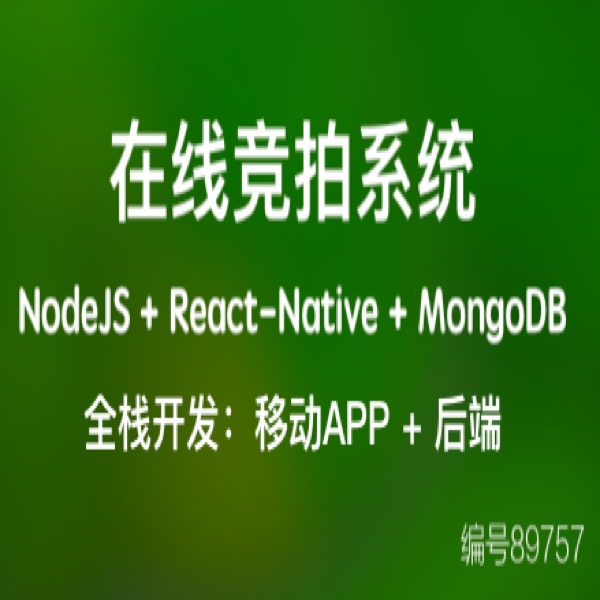 在线竞拍系统
NodeJS + React-Native + MongoDB
全栈开发：移动APP + 后端
编号89757